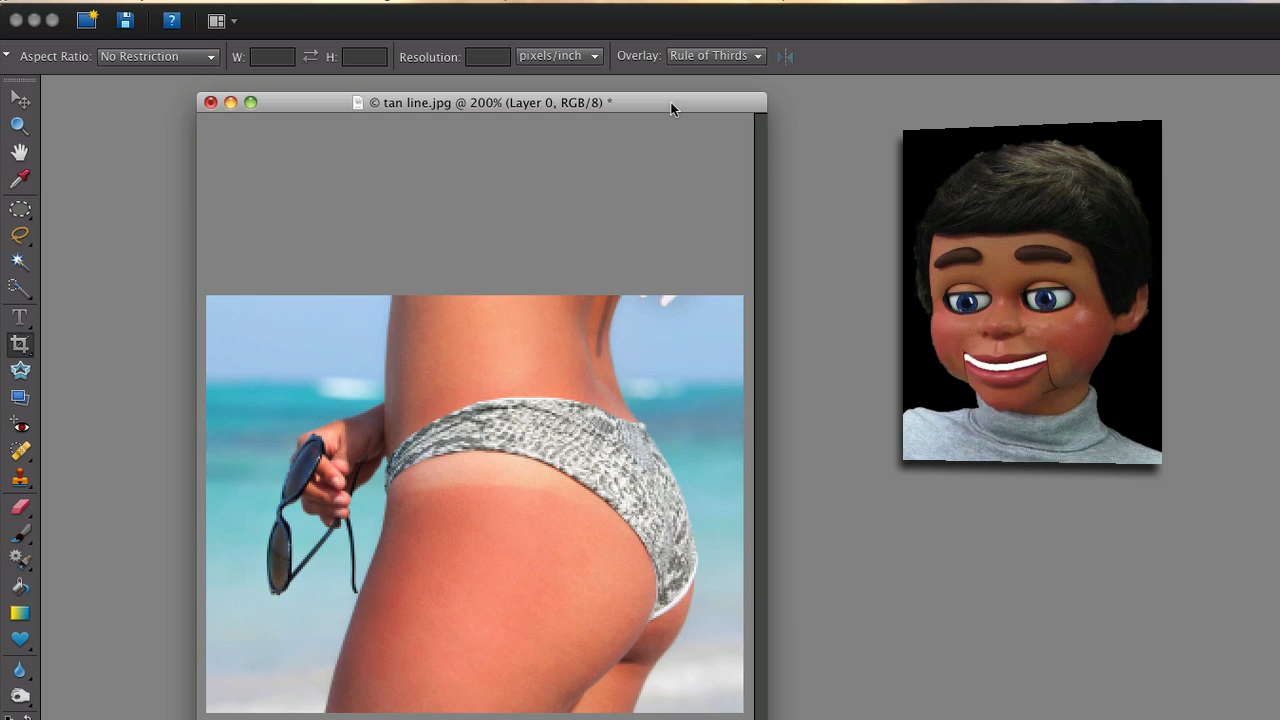 Aspect Ratio: No Restriction W: H: Resolution: pixels/inch Overlay: Rule of Thirds
© tan line.jpg @ 200% (Layer 0, RGB/8) *